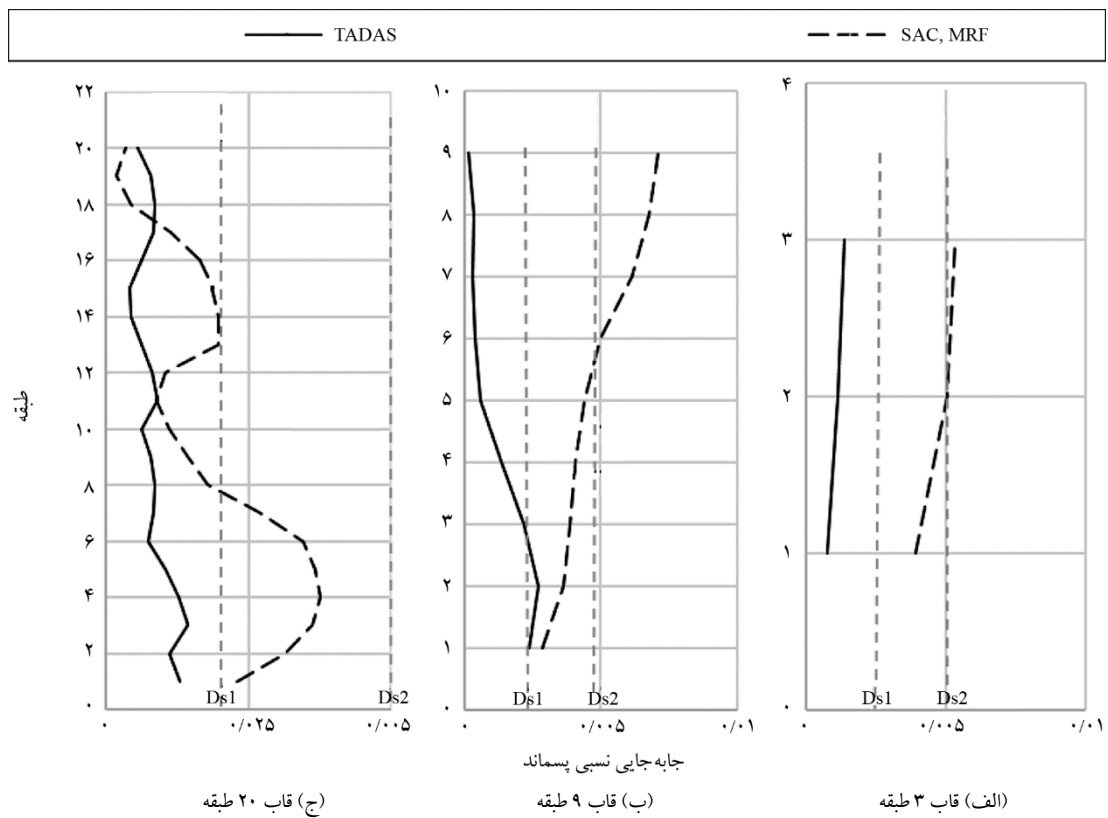 TADAS
SAC, MRF
۲۲
۲۰
۱۸
۱۶
۱۴
۱۲
۱۰
۸
۶
۴
۲
۰
طبقه
Ds1
Ds2
۰
۰/۰۲۵
۰/۰۰۵
۱۰
۹
۸
۷
۶
۵
۴
۳
۲
۱
۰
Ds1
Ds2
۰
۰/۰۰۵
۰/۰۱
۴
۳
۲
۱
۰
Ds1
Ds2
۰
۰/۰۰۵
۰/۰۱
جابه‌جایی نسبی پسماند
(الف) قاب ۳ طبقه
(ب) قاب ۹ طبقه
(ج) قاب ۲۰ طبقه